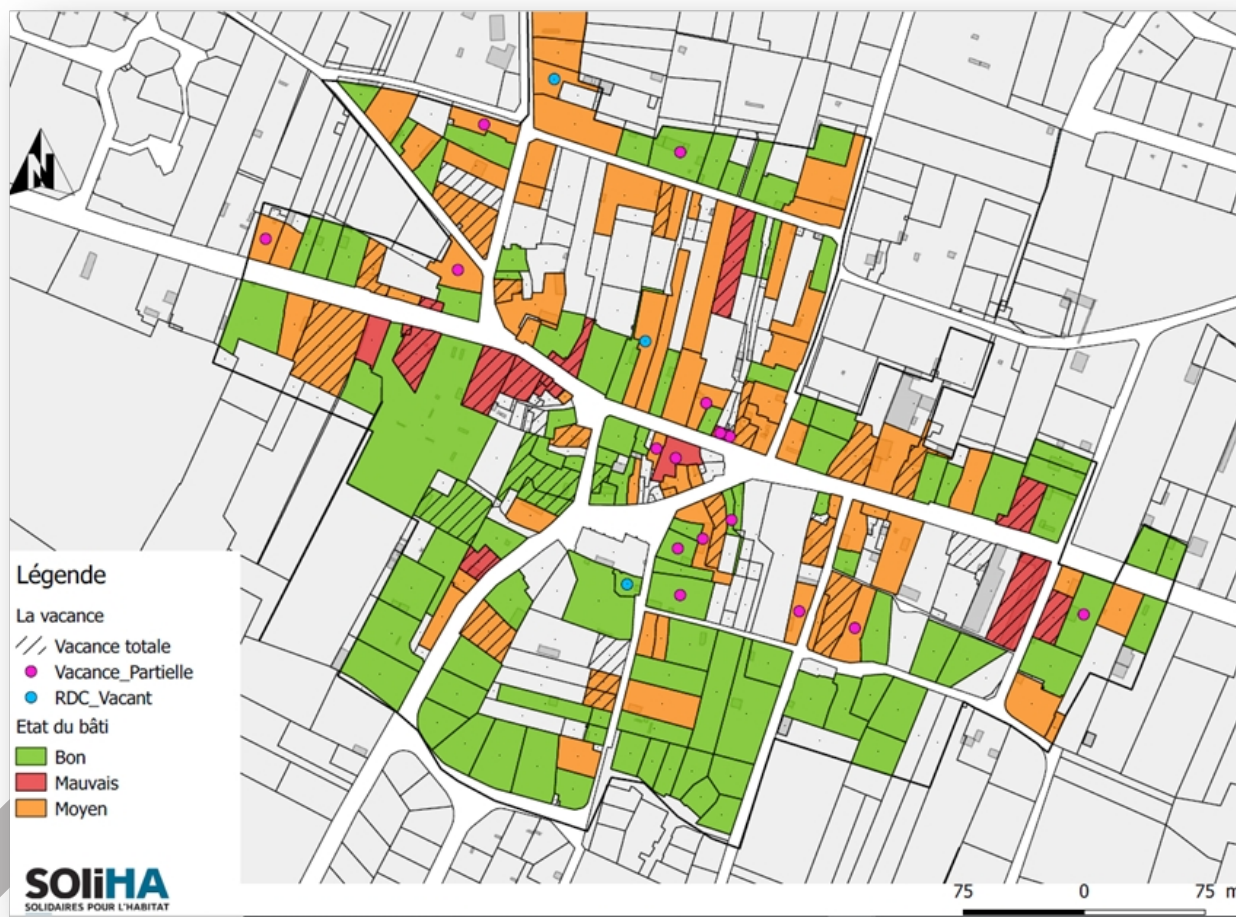 N
Légende
La vacance
Vacance totale
Vacance_Partielle
RDC_Vacant
Etat du bâti
Bon
Mauvais
Moyen
SOliHA
SOLIDAIRES POUR L'HABITAT
75 0 75 m